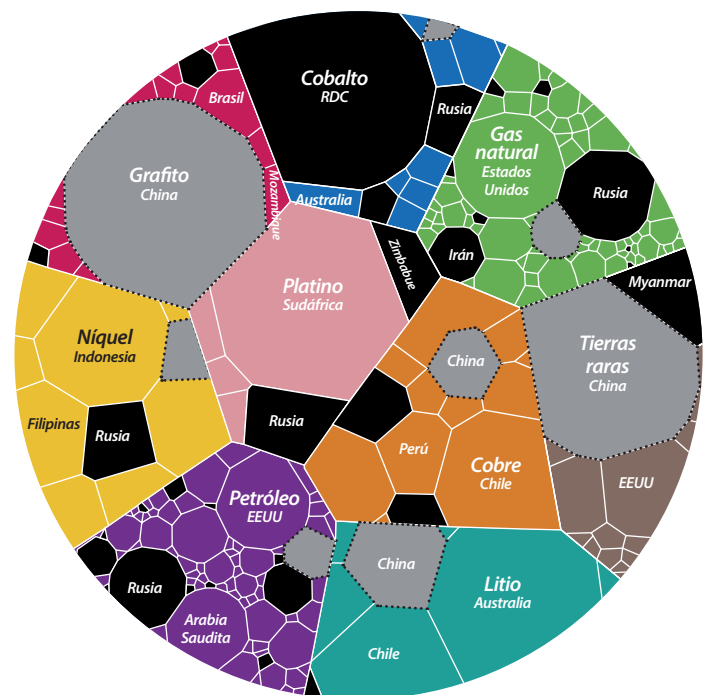 Cobalto
RDC
Rusia
Brasil
Grafito
China
Mozambique
Australia
Gas
natural
Estados
Unidos
Rusia
Irán
Zimbabue
Platino
Sudáfrica
Myanmar
Níquel
Indonesia
Tierras
raras
China
China
Filipinas
Rusia
Rusia
Perú
Cobre
Chile
EEUU
Petróleo
EEUU
China
Litio
Australia
Rusia
Arabia
Saudita
Chile